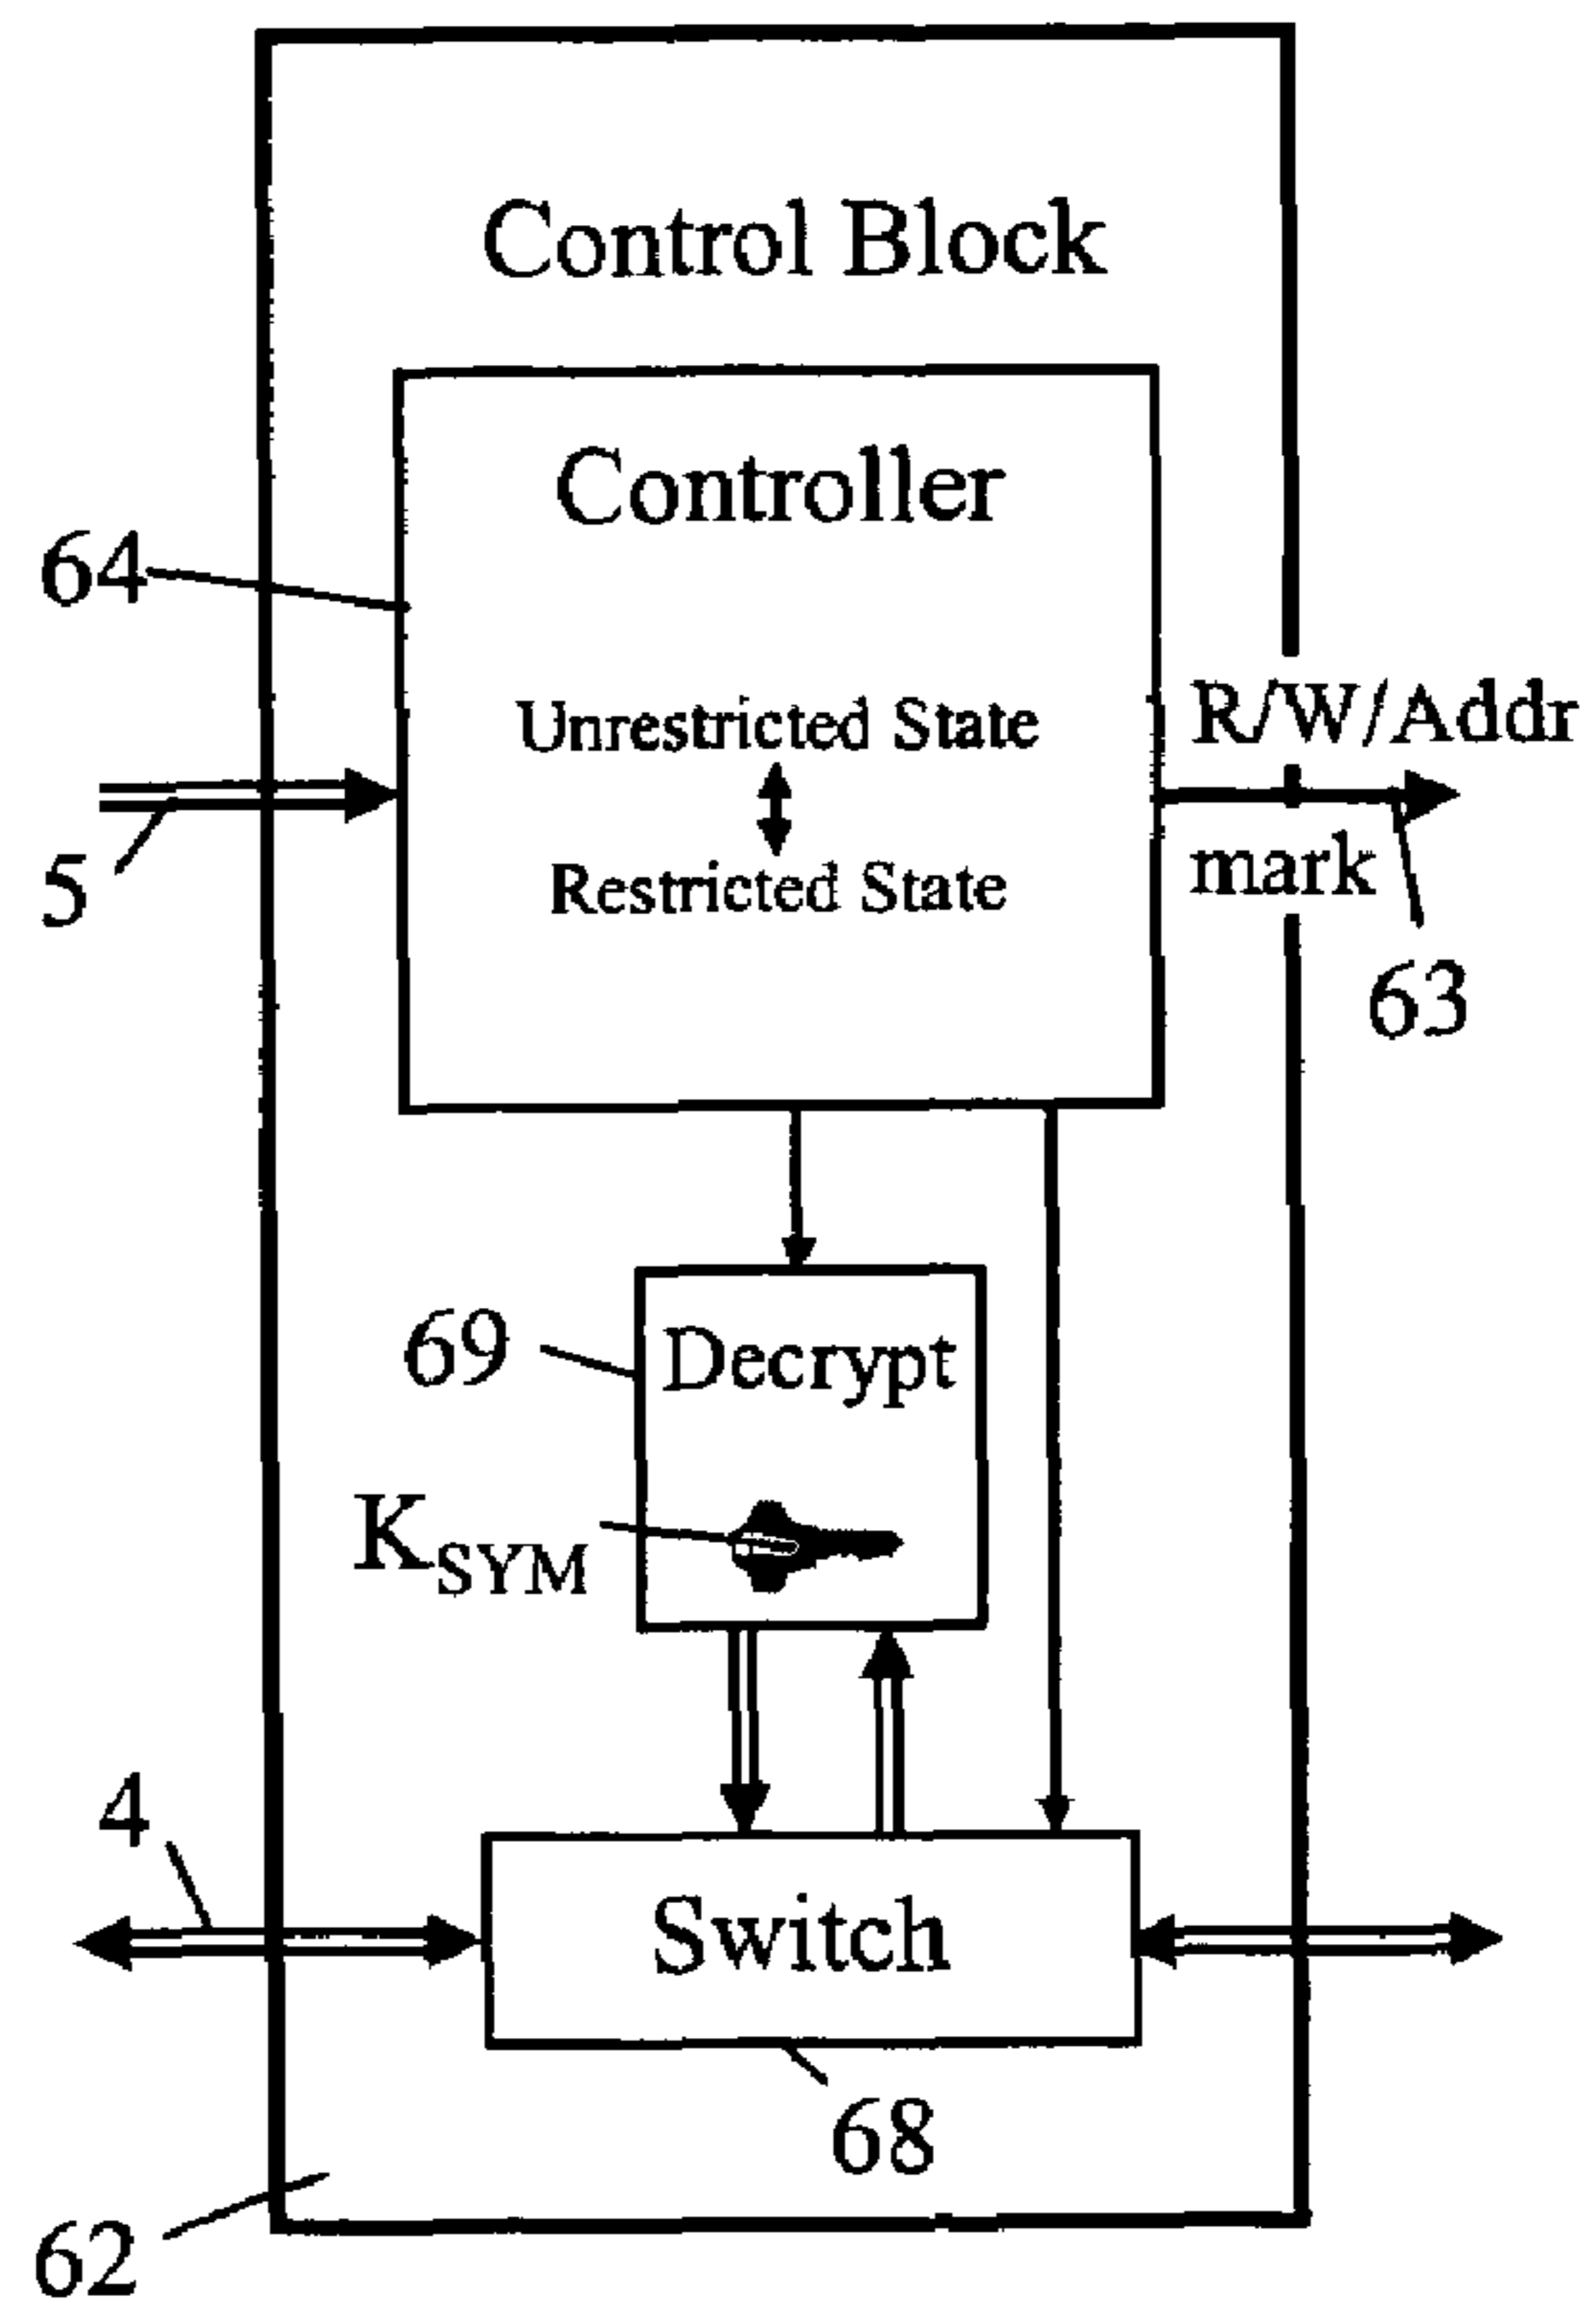 Control Block
Controller
64
Unrestricted State
R/W/Addr
5
Restricted State
mark
63
69
Decrypt
KSYM
4
Switch
68
62